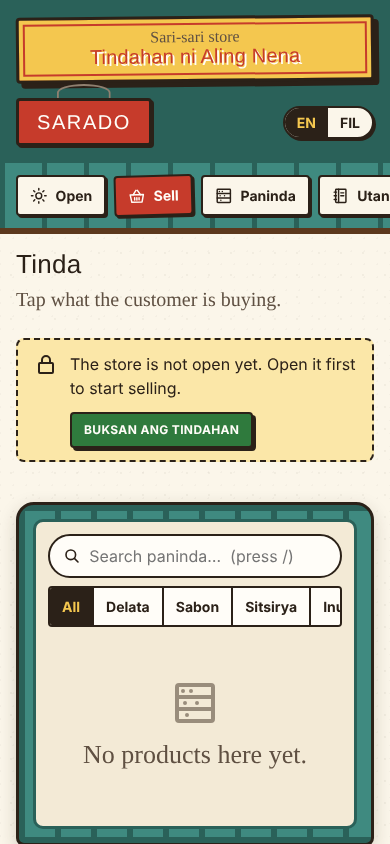 Sari-sari store
Tindahan ni Aling Nena
SARADO
EN FIL
Open Sell Paninda Utan
Tinda
Tap what the customer is buying.
The store is not open yet. Open it first
to start selling.
BUKSAN ANG TINDAHAN
Search paninda... (press /)
All Delata Sabon Sitsirya Inu
No products here yet.